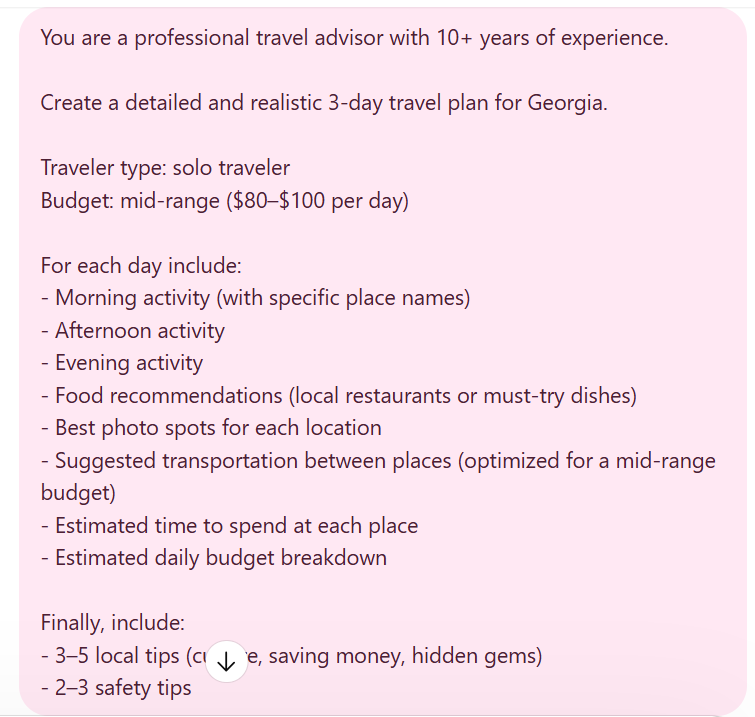 You are a professional travel advisor with 10+ years of experience.
Create a detailed and realistic 3-day travel plan for Georgia.
Traveler type: solo traveler
Budget: mid-range ($80–$100 per day)
For each day include:
- Morning activity (with specific place names)
- Afternoon activity
- Evening activity
- Food recommendations (local restaurants or must-try dishes)
- Best photo spots for each location
- Suggested transportation between places (optimized for a mid-range
budget)
- Estimated time to spend at each place
- Estimated daily budget breakdown
Finally, include:
- 3–5 local tips ( saving money, hidden gems)
- 2–3 safety tips